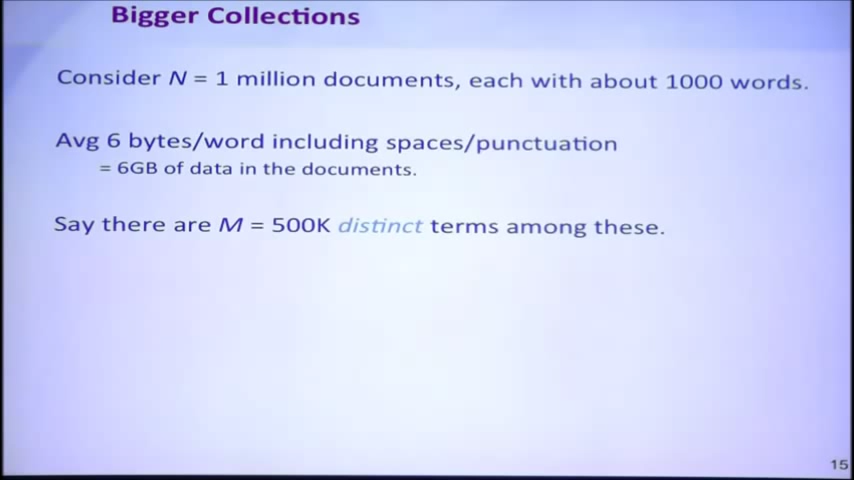 Bigger Collections
Consider N = 1 million documents, each with about 1000 words.
Avg 6 bytes/word including spaces/punctuation
= 6GB of data in the documents.
Say there are M = 500K distinct terms among these.
15